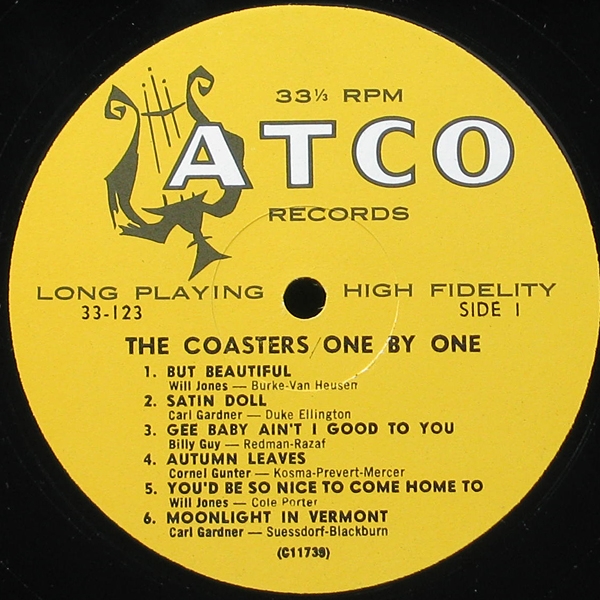 33⅓ RPM
ATCO
RECORDS
LONG PLAYING HIGH FIDELITY
33-123 SIDE 1
THE COASTERS/ONE BY ONE
1. BUT BEAUTIFUL
Will Jones — Burke-Van Heusen
2. SATIN DOLL
Carl Gardner — Duke Ellington
3. GEE BABY AIN'T I GOOD TO YOU
Billy Guy — Redman-Razaf
4. AUTUMN LEAVES
Cornel Gunter — Kosma-Prevert-Mercer
5. YOU'D BE SO NICE TO COME HOME TO
Will Jones — Cole Porter
6. MOONLIGHT IN VERMONT
Carl Gardner — Suessdorf-Blackburn
(C11739)